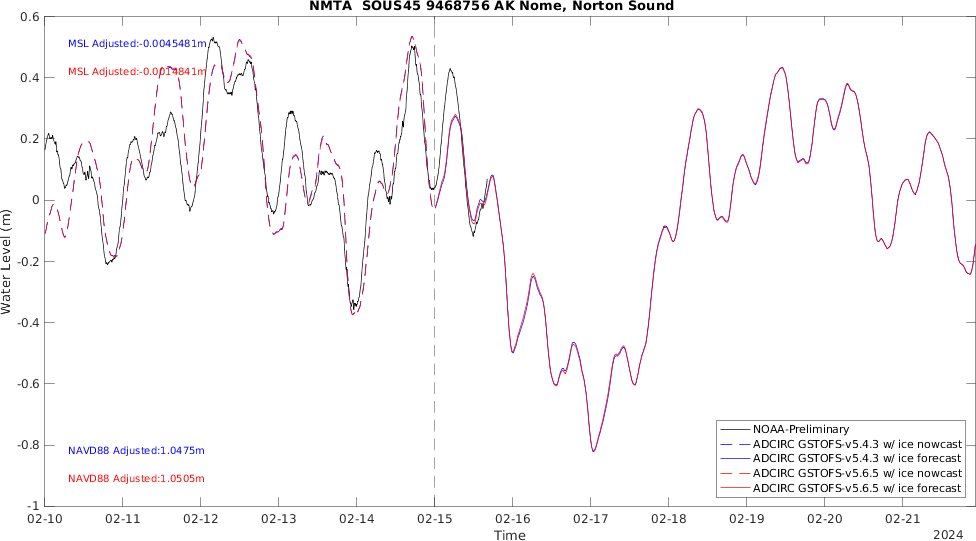 NMTA SOUS45 9468756 AK Nome, Norton Sound
0.6
MSL Adjusted:-0.0045481m
MSL Adjusted:-0.0014841m
0.4
0.2
0
-0.2
-0.4
-0.6
-0.8
-1
Water Level (m)
NAVD88 Adjusted:1.0475m
NAVD88 Adjusted:1.0505m
NOAA-Preliminary
ADCIRC GSTOFS-v5.4.3 w/ ice nowcast
ADCIRC GSTOFS-v5.4.3 w/ ice forecast
ADCIRC GSTOFS-v5.6.5 w/ ice nowcast
ADCIRC GSTOFS-v5.6.5 w/ ice forecast
02-10 02-11 02-12 02-13 02-14 02-15 02-16 02-17 02-18 02-19 02-20 02-21
Time
2024